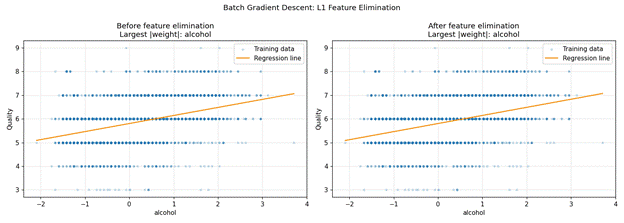 Batch Gradient Descent: L1 Feature Elimination
Before feature elimination
Largest |weight|: alcohol
Training data
Regression line
9
8
7
6
5
4
3
Quality
−2
−1
0
1
2
3
4
alcohol
After feature elimination
Largest |weight|: alcohol
Training data
Regression line
9
8
7
6
5
4
3
Quality
−2
−1
0
1
2
3
4
alcohol